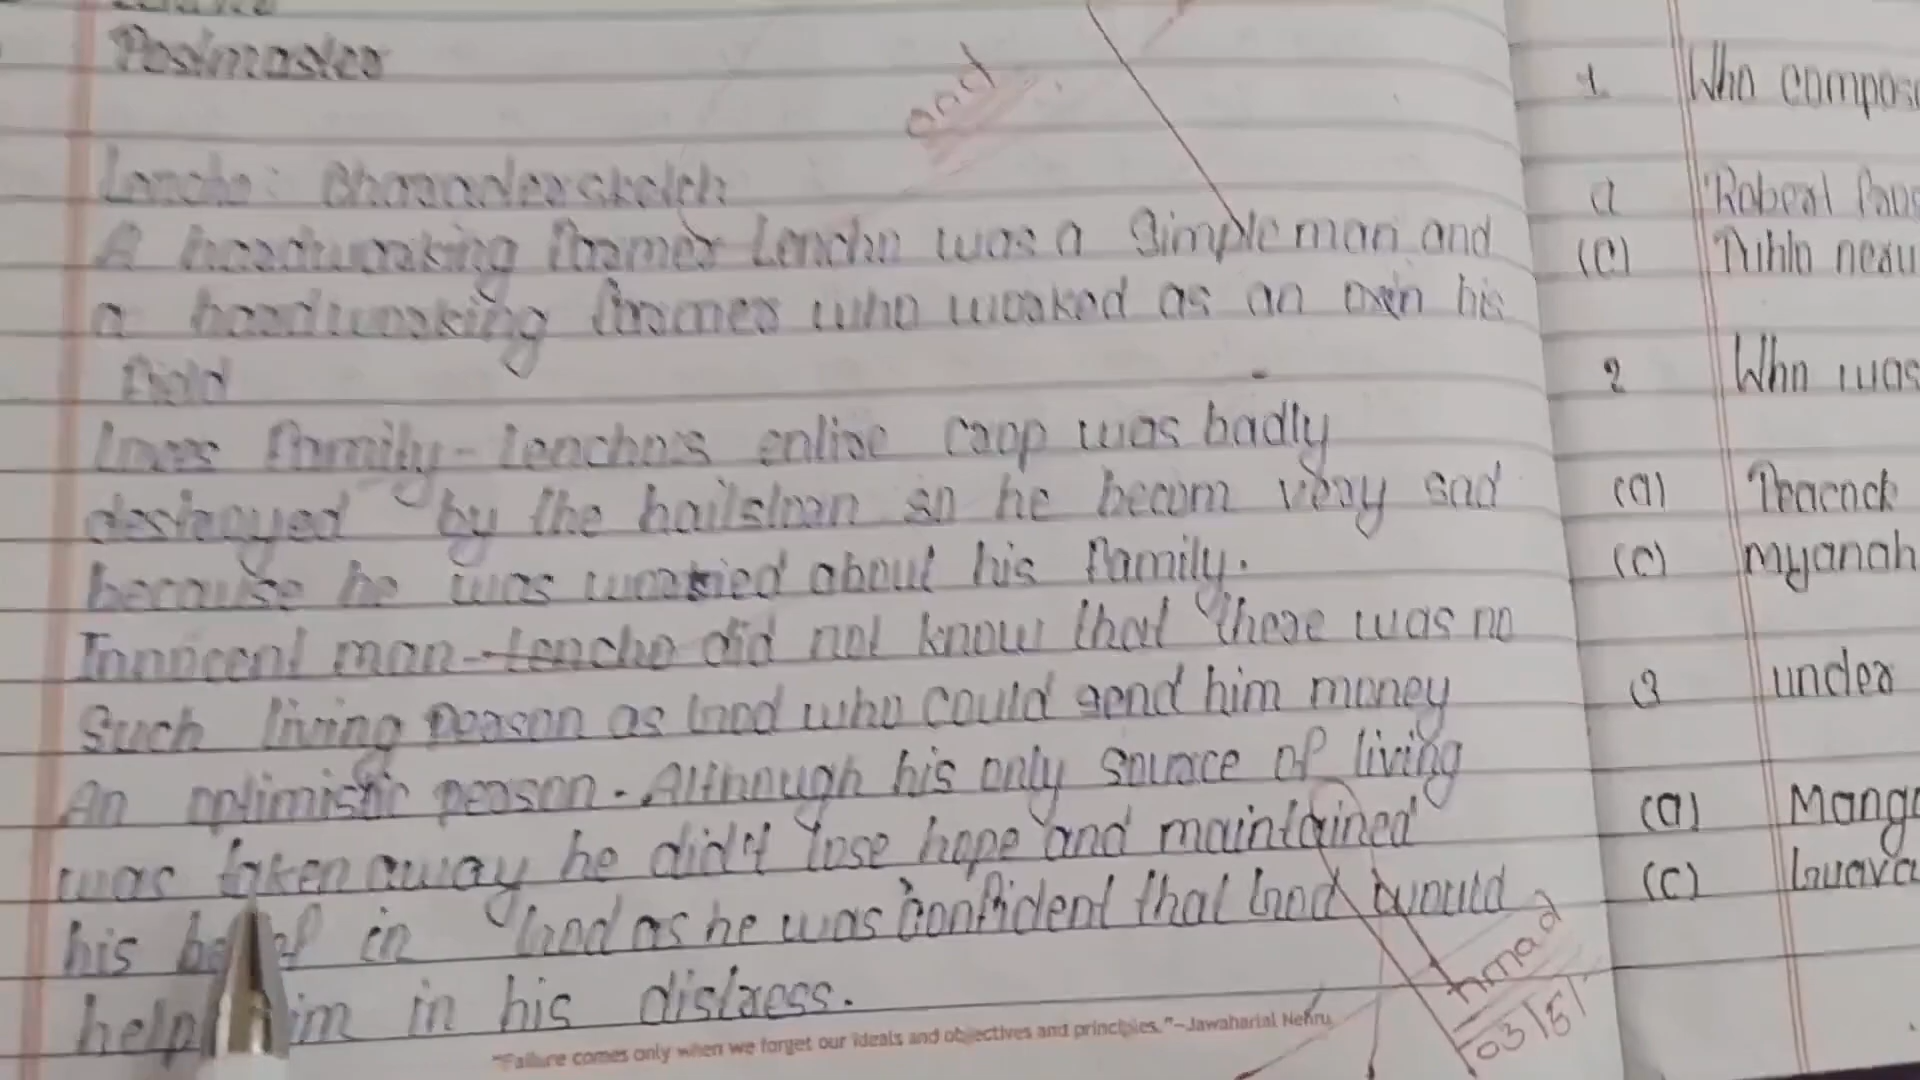 Postmaster
and
Lencho: Character sketch
A hardworking farmer Lencho was a Simple man and
a hardworking farmer who worked as an oxin his
field
Loves family - Lencho's entire crop was badly
destroyed by the hailstoan so he becom very sad
because he was worried about his family.
Innocent man - Lencho did not know that there was no
Such living person as God who could send him money
An optimistic person - Although his only source of living
was taken away he did't lose hope and maintained
his in God as he was confident that God would
help him in his distress.
"Failure comes only when we forget our ideals and objectives and principles."-Jawaharlal Nehru
03/5/
1 Who compos
a Robert
(c)
2 Who was
(a) Peacock
(c) myanah
3 under
(a) Mang
(c) Guava